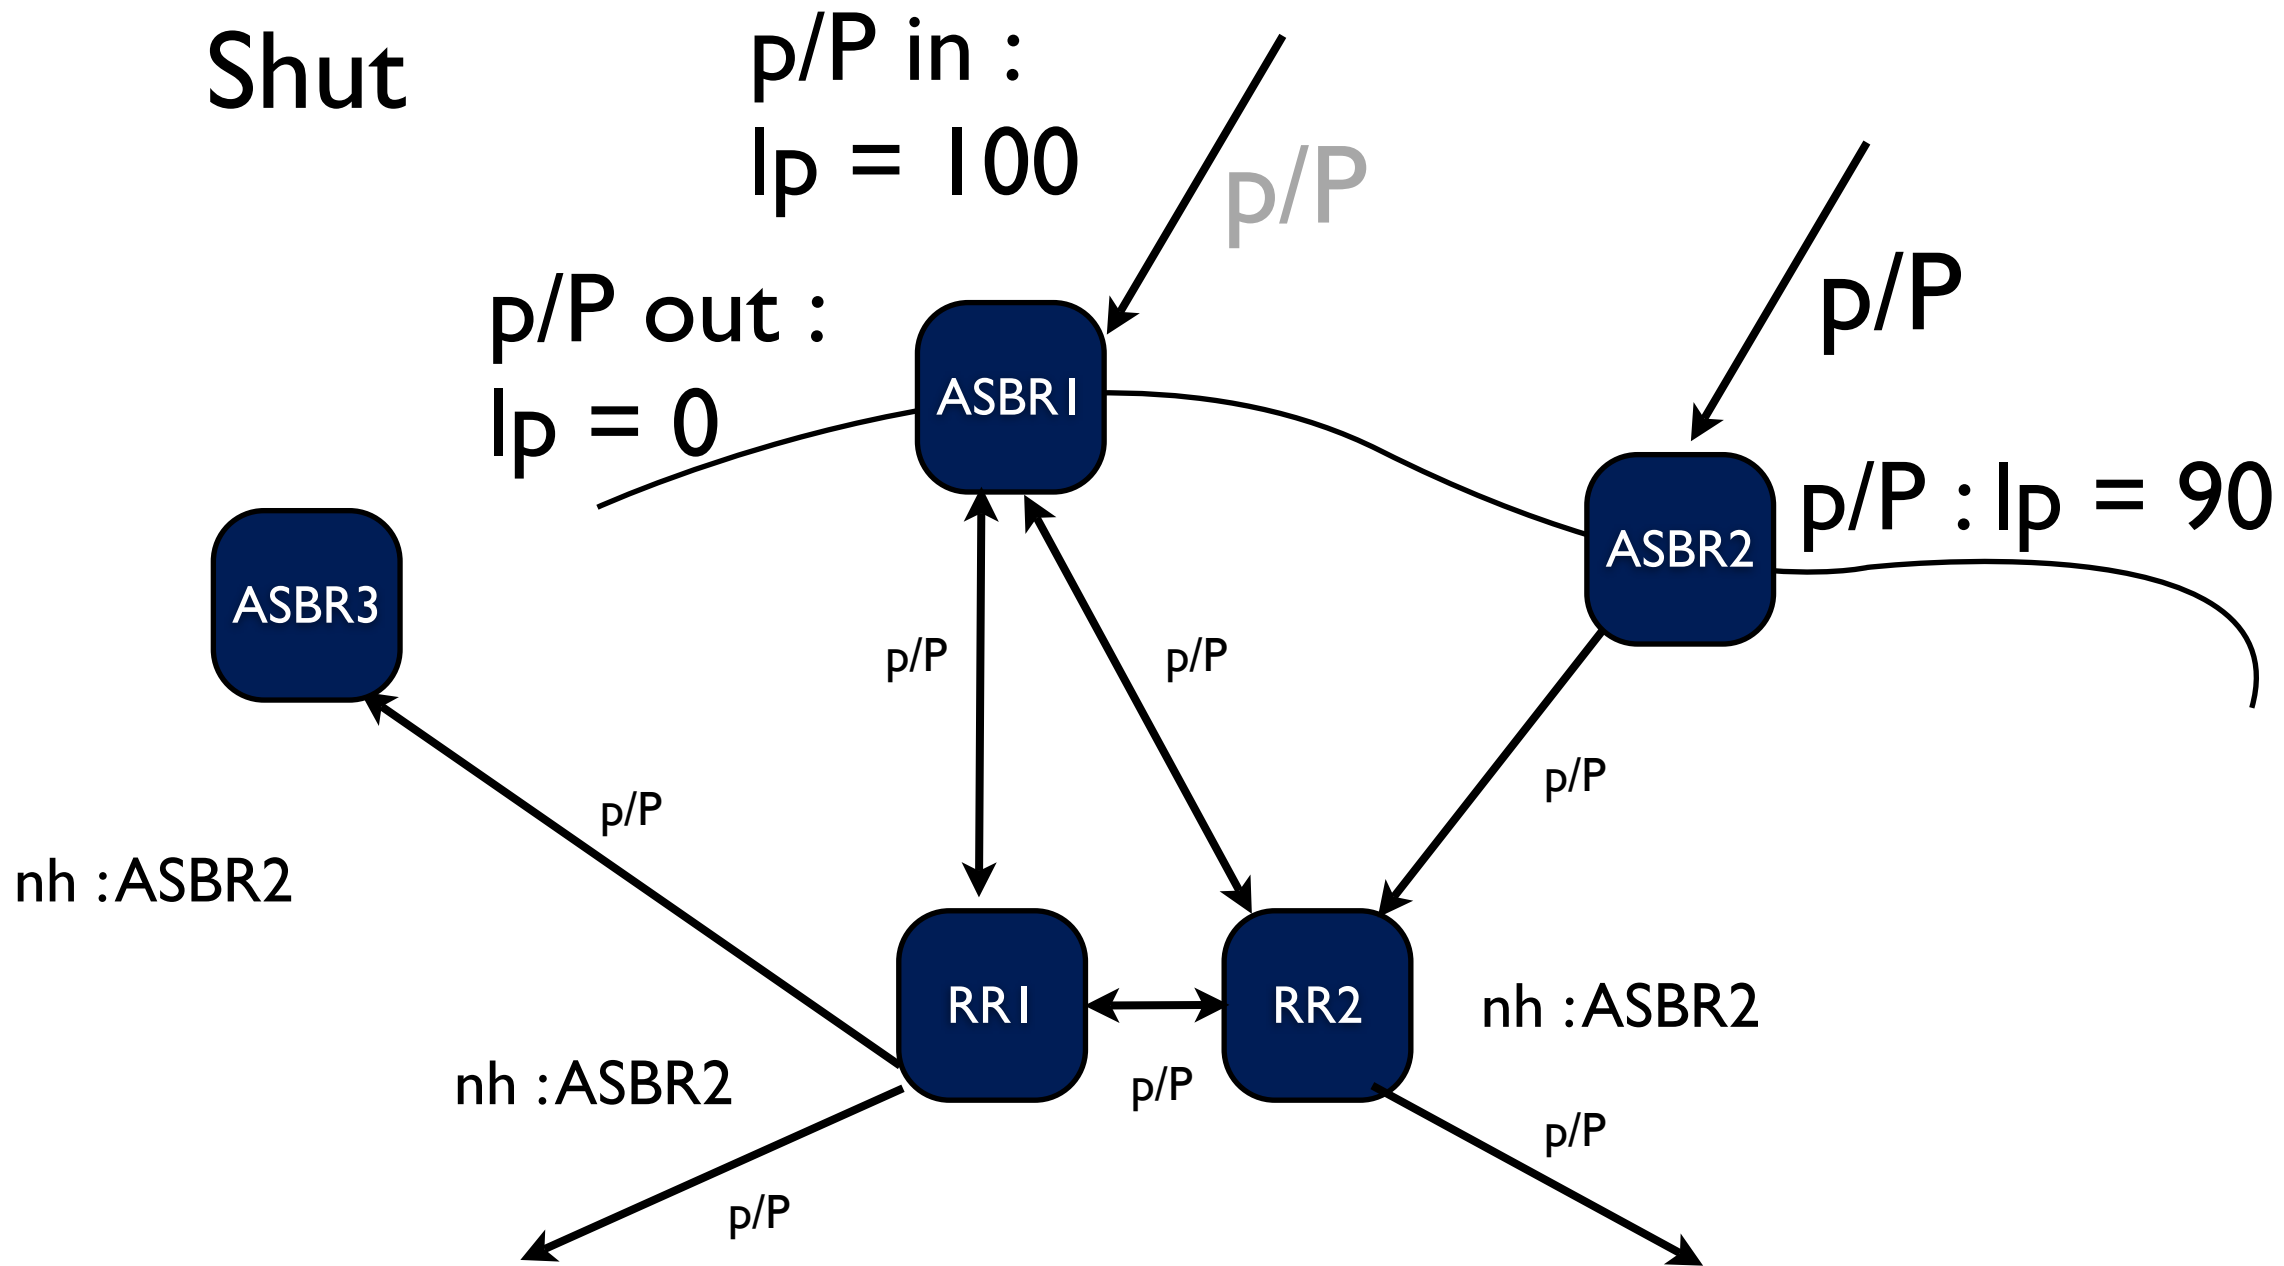 Shut
p/P in :
lp = 100
p/P
p/P out :
lp = 0
p/P
ASBR1
p/P : lp = 90
ASBR2
ASBR3
p/P
p/P
p/P
p/P
nh : ASBR2
RR1
RR2
nh : ASBR2
nh : ASBR2
p/P
p/P
p/P